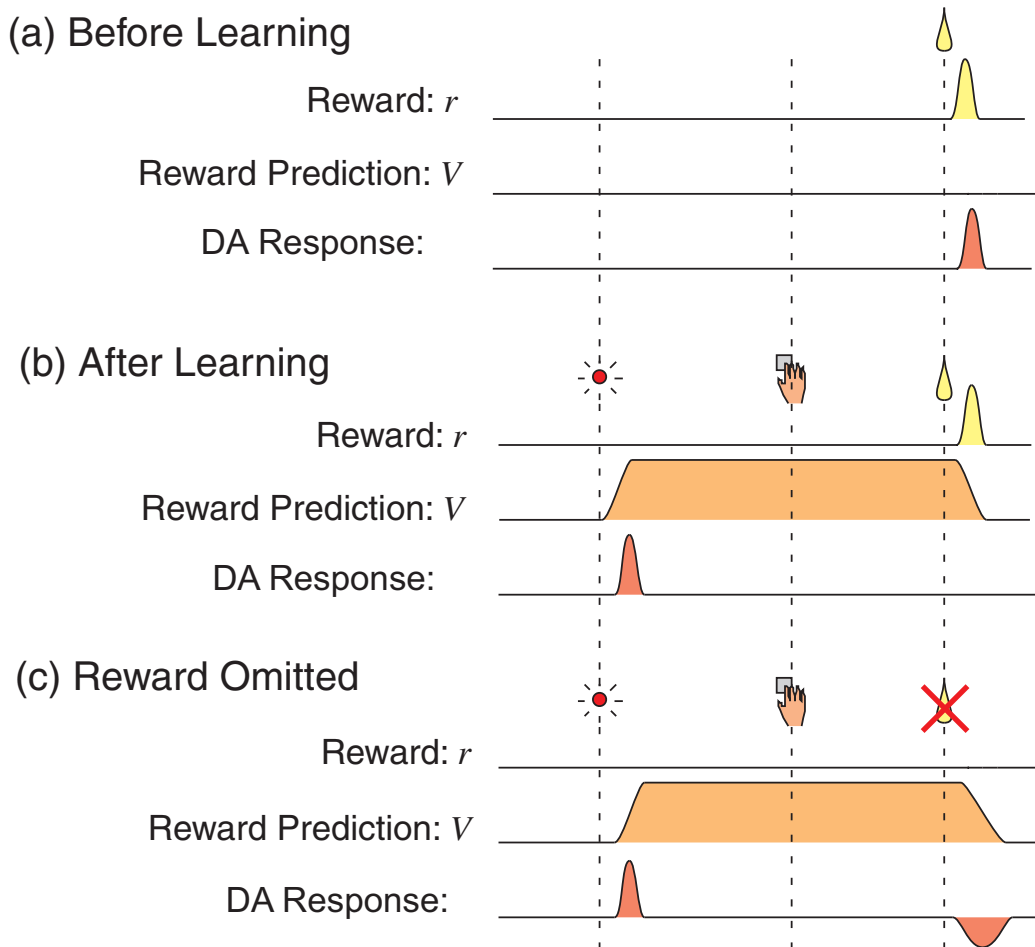 (a) Before Learning
Reward: r
Reward Prediction: V
DA Response:
(b) After Learning
Reward: r
Reward Prediction: V
DA Response:
(c) Reward Omitted
Reward: r
Reward Prediction: V
DA Response: